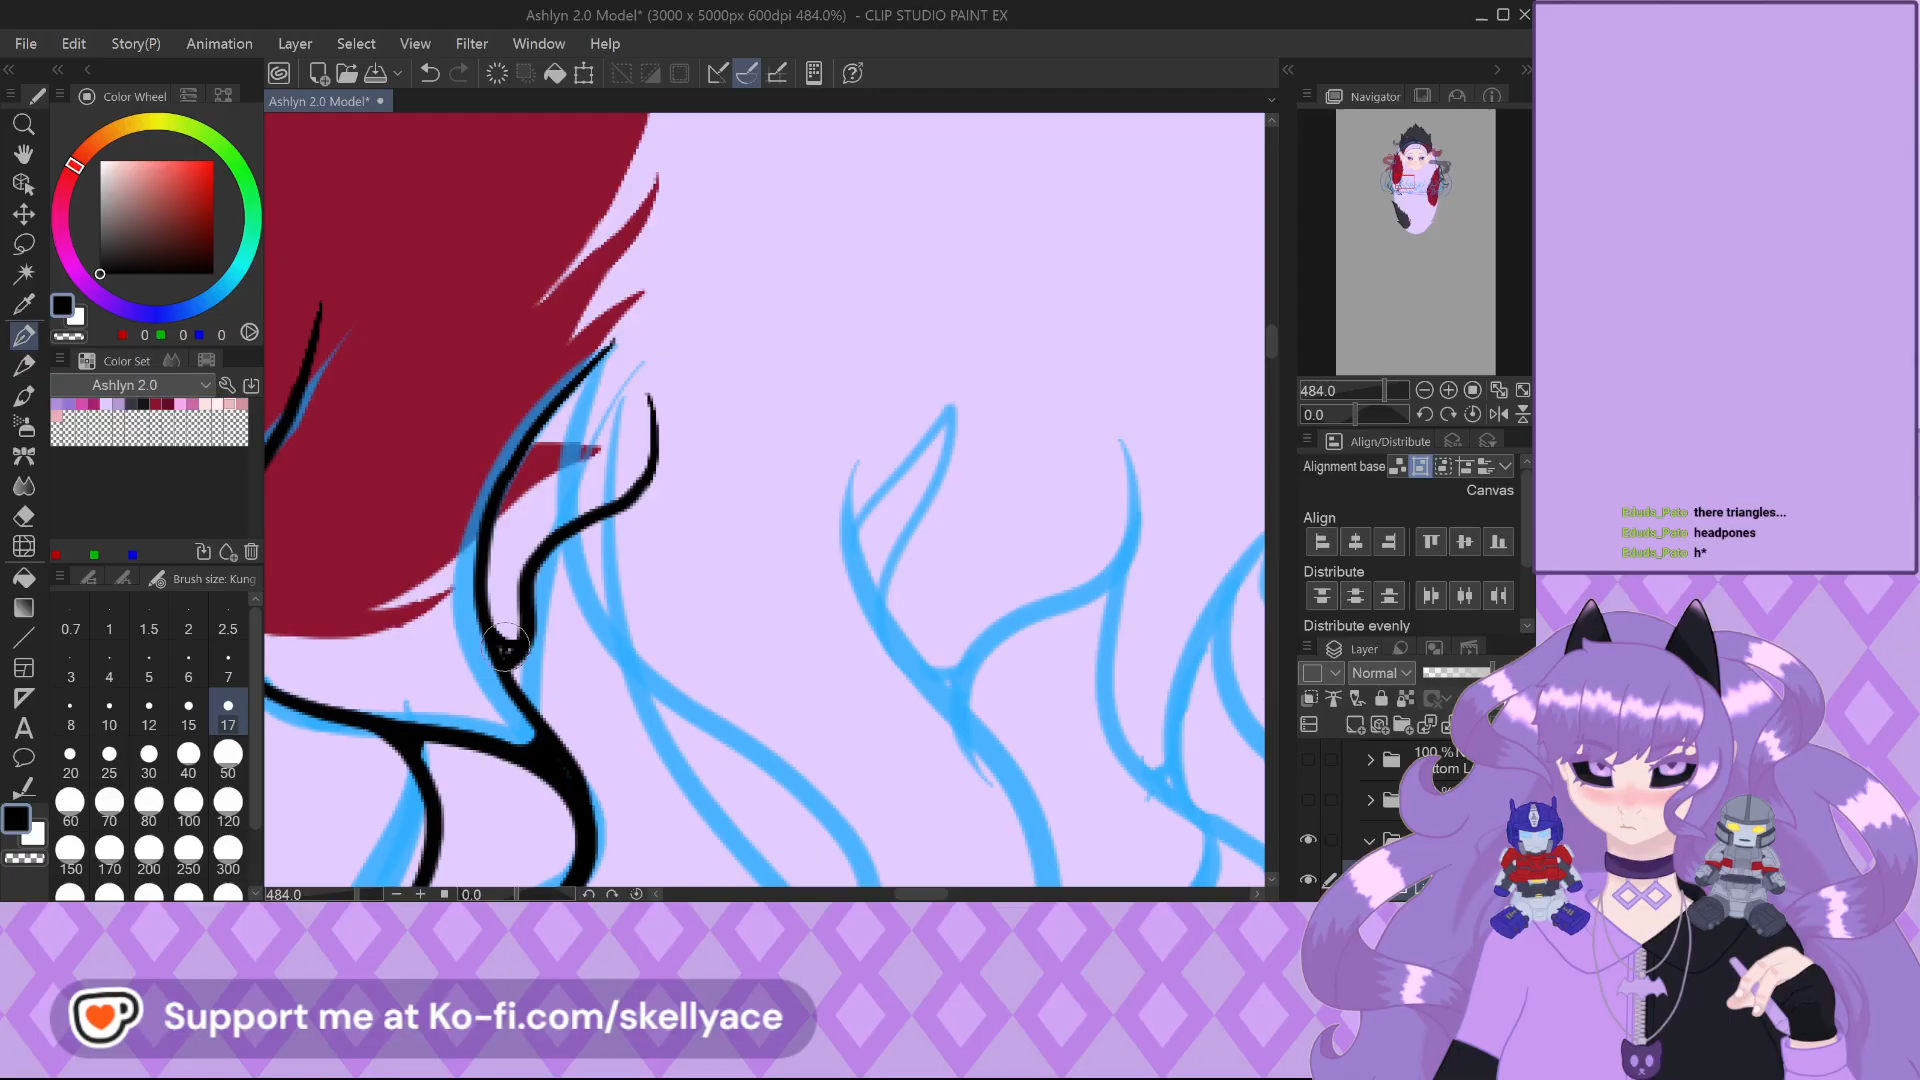 Ashlyn 2.0 Model* (3000 x 5000px 600dpi 484.0%) - CLIP STUDIO PAINT EX
File Edit Story(P) Animation Layer Select View Filter Window Help
Color Wheel
Ashlyn 2.0 Model*
Navigator
0 0 0
Color Set
Ashlyn 2.0
484.0
0.0
Align/Distribute
Alignment base
Canvas
Align
Distribute
Distribute evenly
Layer
Normal
Brush size: Kung
0.7 1 1.5 2 2.5
3 4 5 6 7
8 10 12 15 17
20 25 30 40 50
60 70 80 100 120
150 170 200 250 300
484.0 0.0
Eduds_Pato there triangles...
Eduds_Pato headpones
Eduds_Pato h*
Support me at Ko-fi.com/skellyace